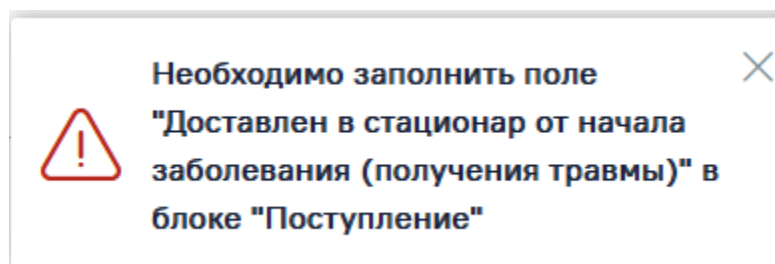 Необходимо заполнить поле
"Доставлен в стационар от начала
заболевания (получения травмы)" в
блоке "Поступление"